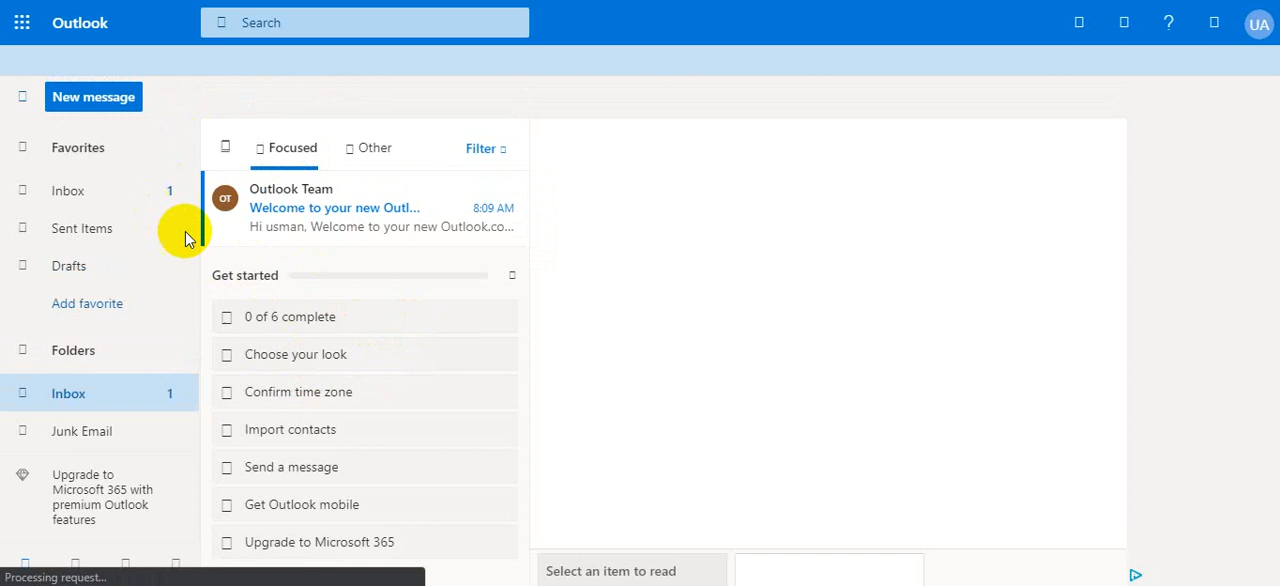 Outlook
Search
?
UA
New message
Favorites
Inbox 1
Sent Items
Drafts
Add favorite
Folders
Inbox 1
Junk Email
Upgrade to
Microsoft 365 with
premium Outlook
features
Processing request...
Focused Other Filter
OT
Outlook Team
Welcome to your new Outl... 8:09 AM
Hi usman, Welcome to your new Outlook.co...
Get started
0 of 6 complete
Choose your look
Confirm time zone
Import contacts
Send a message
Get Outlook mobile
Upgrade to Microsoft 365
Select an item to read